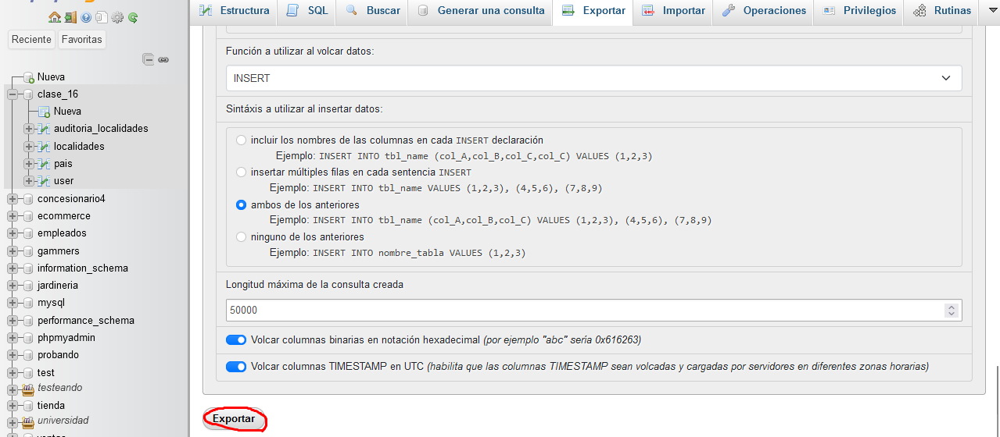 Estructura SQL Buscar Generar una consulta Exportar Importar Operaciones Privilegios Rutinas
Reciente Favoritas
Nueva
clase_16
Nueva
auditoria_localidades
localidades
pais
user
concesionario4
ecommerce
empleados
gammers
information_schema
jardineria
mysql
performance_schema
phpmyadmin
probando
test
testeando
tienda
universidad
Función a utilizar al volcar datos:
INSERT
Sintáxis a utilizar al insertar datos:
incluir los nombres de las columnas en cada INSERT declaración
Ejemplo: INSERT INTO tbl_name (col_A,col_B,col_C,col_C) VALUES (1,2,3)
insertar múltiples filas en cada sentencia INSERT
Ejemplo: INSERT INTO tbl_name VALUES (1,2,3), (4,5,6), (7,8,9)
ambos de los anteriores
Ejemplo: INSERT INTO tbl_name (col_A,col_B,col_C) VALUES (1,2,3), (4,5,6), (7,8,9)
ninguno de los anteriores
Ejemplo: INSERT INTO nombre_tabla VALUES (1,2,3)
Longitud máxima de la consulta creada
50000
Volcar columnas binarias en notación hexadecimal (por ejemplo "abc" sería 0x616263)
Volcar columnas TIMESTAMP en UTC (habilita que las columnas TIMESTAMP sean volcadas y cargadas por servidores en diferentes zonas horarias)
Exportar